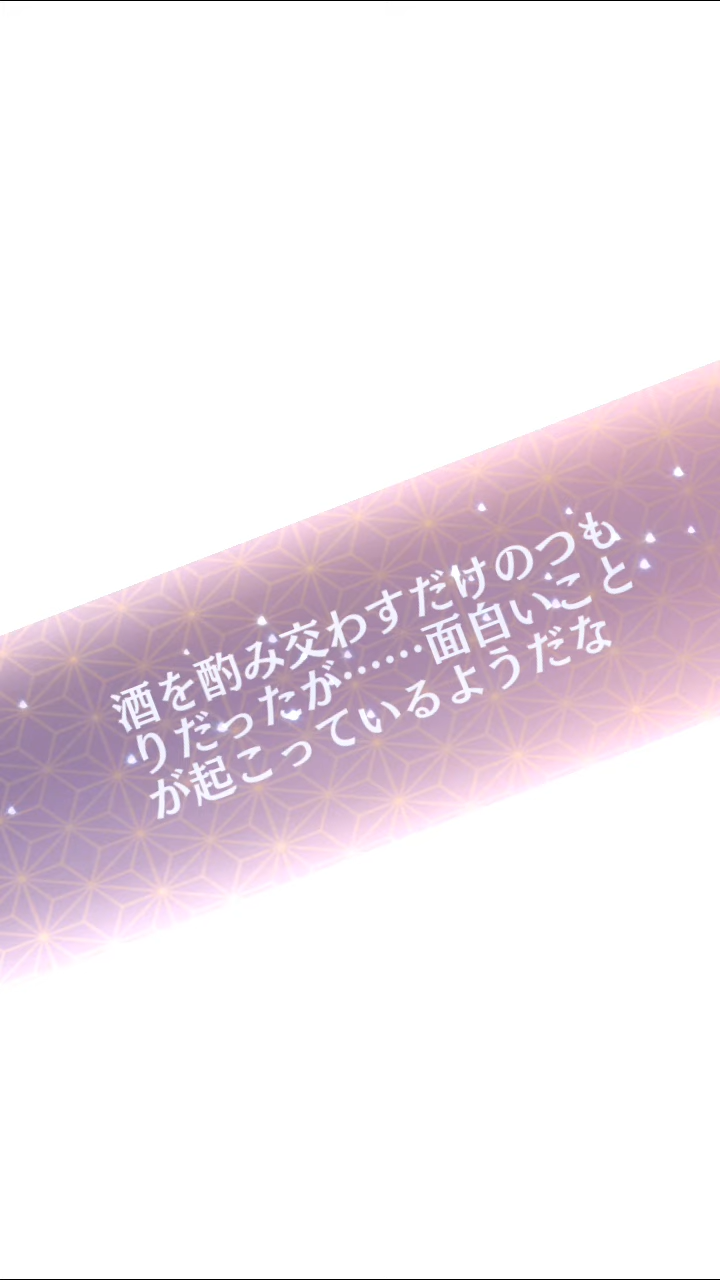 酒を酌み交わすだけのつも
りだったが……面白いこと
が起こっているようだな